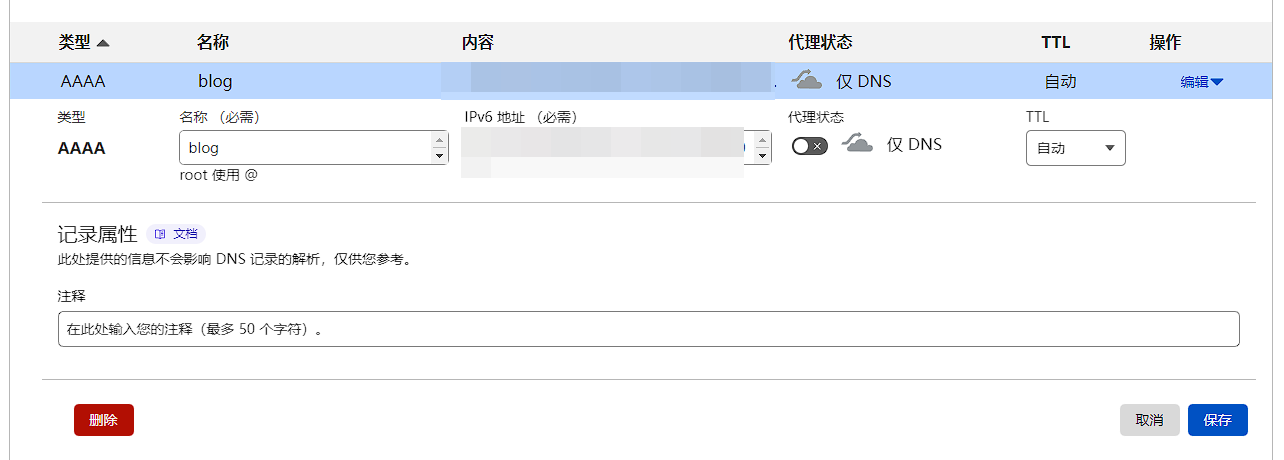 类型 名称 内容 代理状态 TTL 操作
AAAA blog 仅 DNS 自动 编辑
类型 名称 （必需） IPv6 地址 （必需） 代理状态 TTL
AAAA blog 仅 DNS 自动
root 使用 @
记录属性 文档
此处提供的信息不会影响 DNS 记录的解析，仅供您参考。
注释
在此处输入您的注释（最多 50 个字符）。
删除 取消 保存